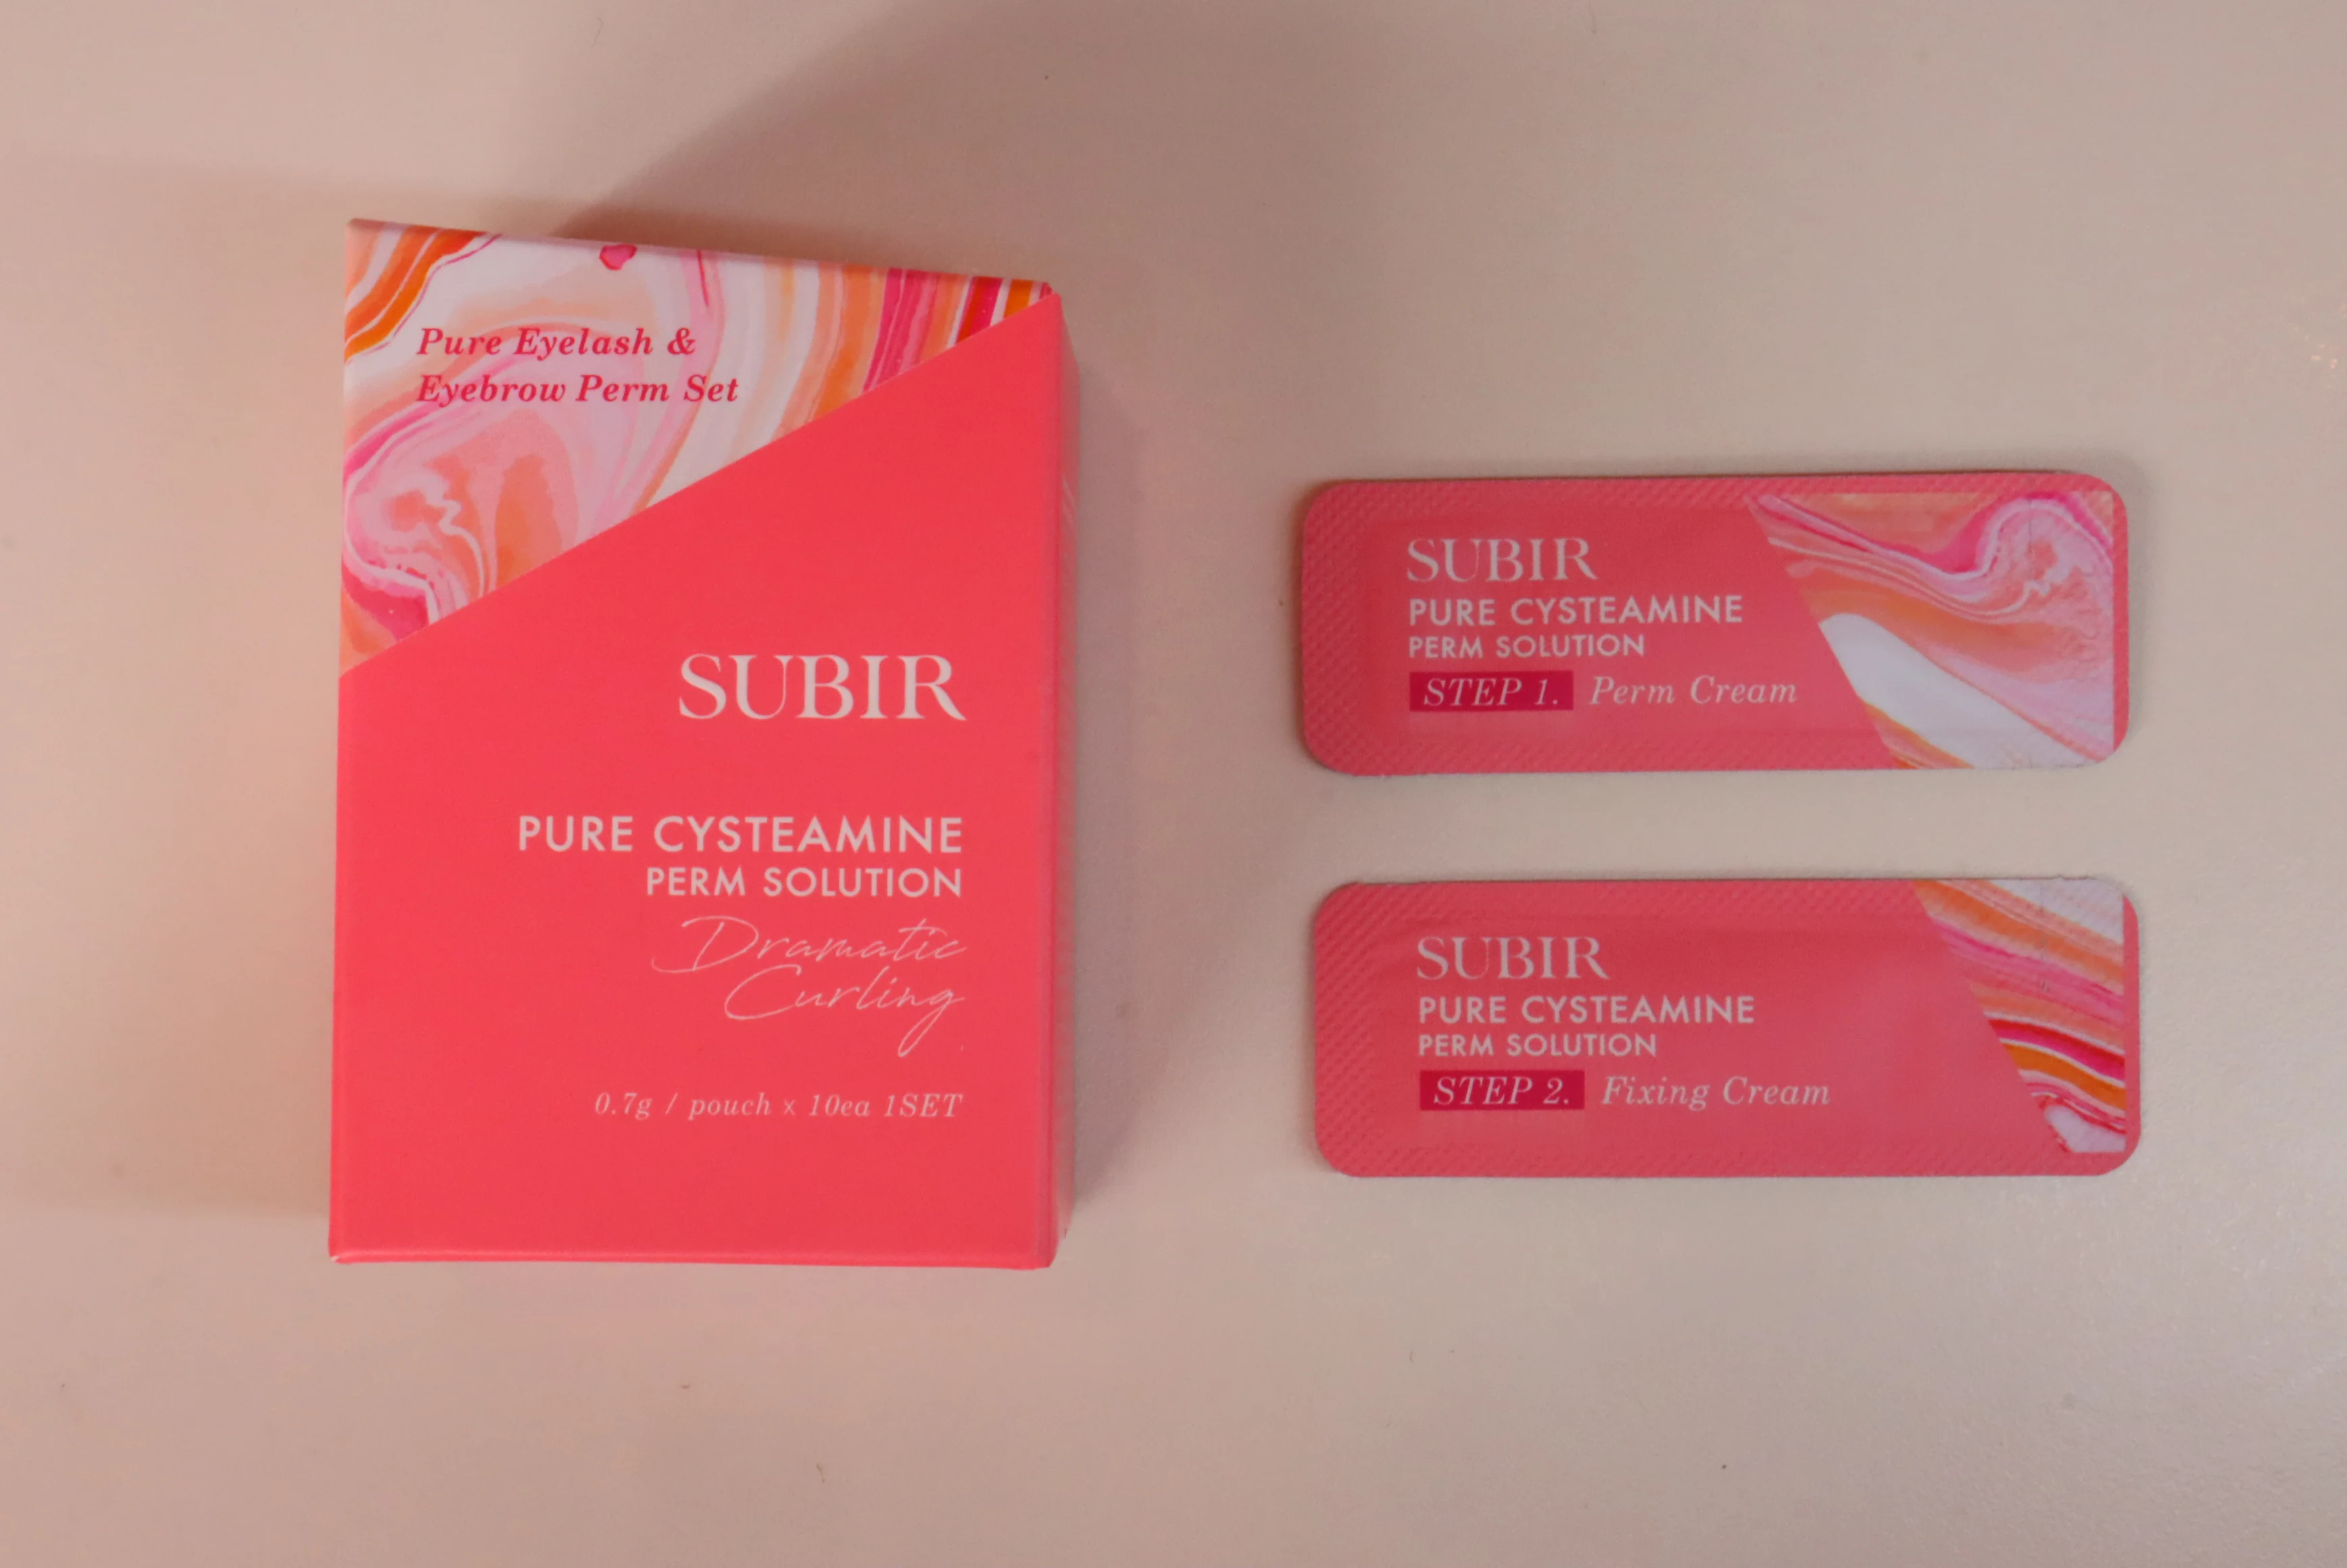 Pure Eyelash &
Eyebrow Perm Set
SUBIR
PURE CYSTEAMINE
PERM SOLUTION
Dramatic
Curling
0.7g / pouch × 10ea 1SET
SUBIR
PURE CYSTEAMINE
PERM SOLUTION
STEP 1. Perm Cream
SUBIR
PURE CYSTEAMINE
PERM SOLUTION
STEP 2. Fixing Cream